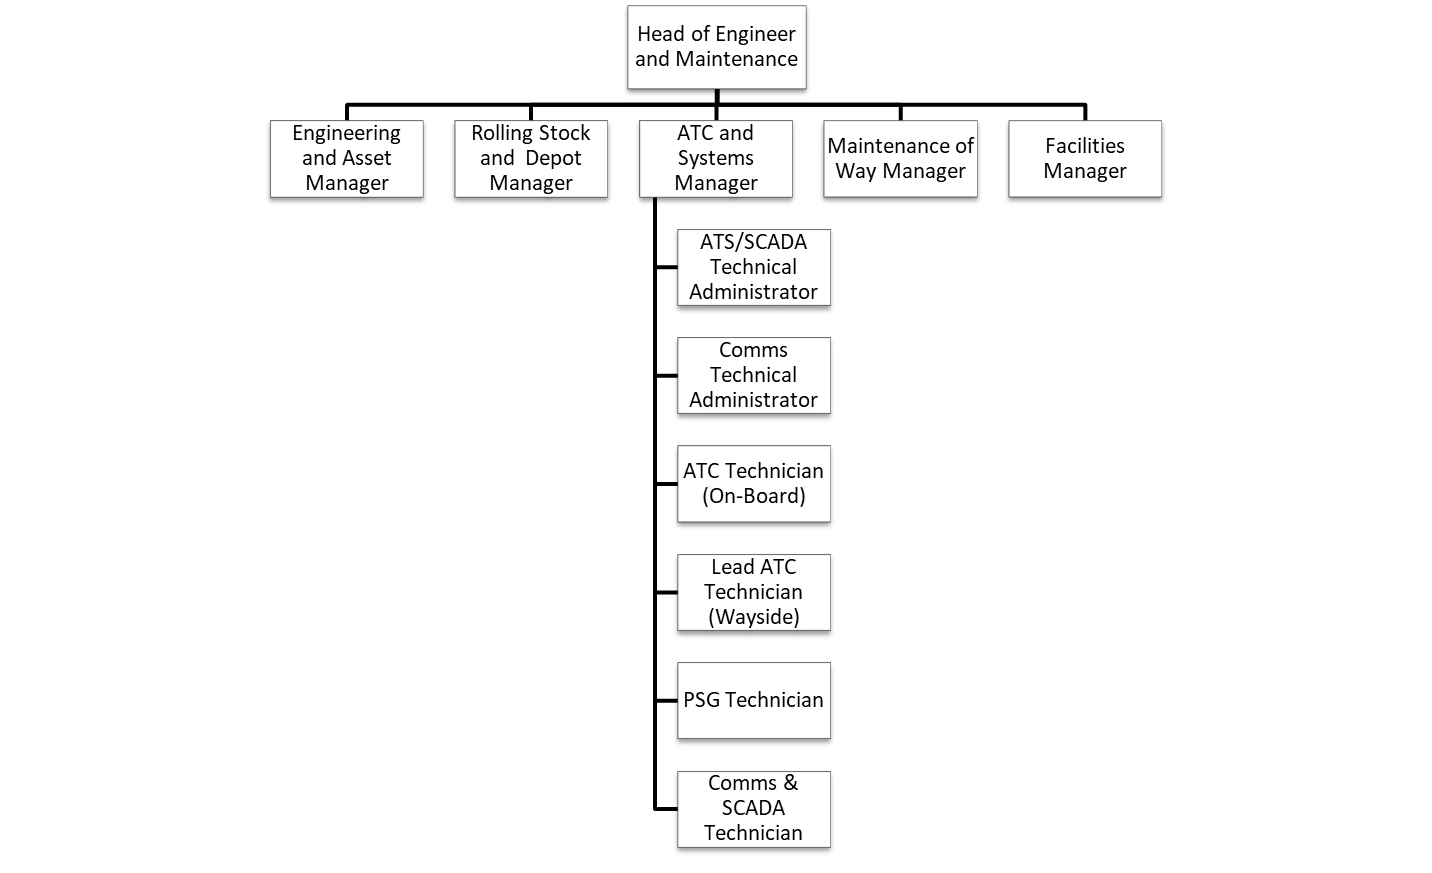 Head of Engineer
and Maintenance
Engineering
and Asset
Manager
Rolling Stock
and Depot
Manager
ATC and
Systems
Manager
Maintenance of
Way Manager
Facilities
Manager
ATS/SCADA
Technical
Administrator
Comms
Technical
Administrator
ATC Technician
(On-Board)
Lead ATC
Technician
(Wayside)
PSG Technician
Comms &
SCADA
Technician